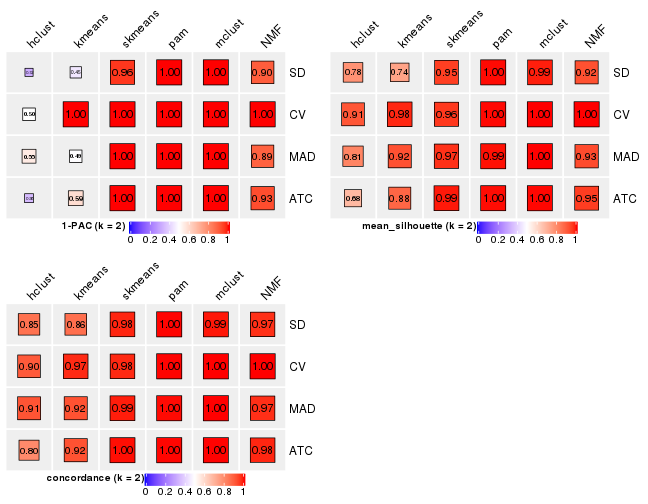 hclust kmeans skmeans pam mclust NMF
0.96 1.00 1.00 0.90 SD
0.50 1.00 1.00 1.00 1.00 1.00 CV
0.55 0.49 1.00 1.00 1.00 0.89 MAD
0.59 1.00 1.00 1.00 0.93 ATC
1-PAC (k = 2)
0 0.2 0.4 0.6 0.8 1
hclust kmeans skmeans pam mclust NMF
0.78 0.74 0.95 1.00 0.99 0.92 SD
0.91 0.98 0.96 1.00 1.00 1.00 CV
0.81 0.92 0.97 0.99 1.00 0.93 MAD
0.68 0.88 0.99 1.00 1.00 0.95 ATC
mean_silhouette (k = 2)
0 0.2 0.4 0.6 0.8 1
hclust kmeans skmeans pam mclust NMF
0.85 0.86 0.98 1.00 0.99 0.97 SD
0.90 0.97 0.98 1.00 1.00 1.00 CV
0.91 0.92 0.99 1.00 1.00 0.97 MAD
0.80 0.92 1.00 1.00 1.00 0.98 ATC
concordance (k = 2)
0 0.2 0.4 0.6 0.8 1